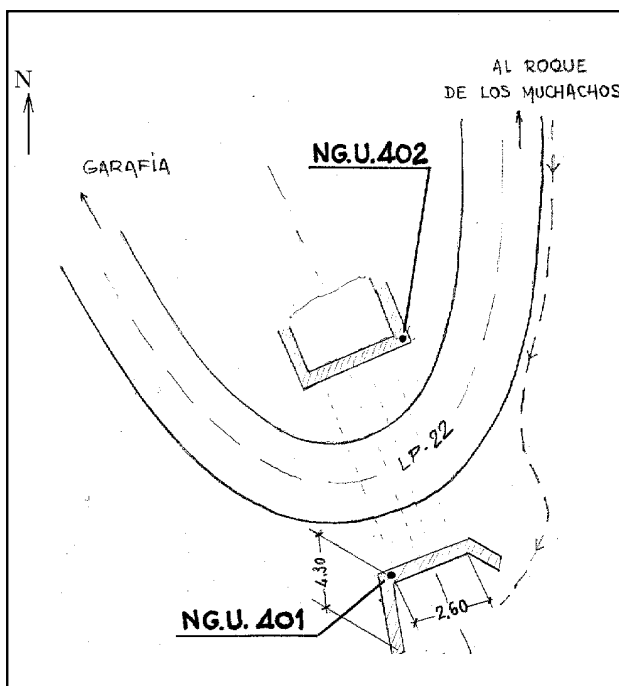 AL ROQUE
DE LOS MUCHACHOS
N
NG.U.402
GARAFÍA
LP-22
4.30
2.60
NG.U. 401